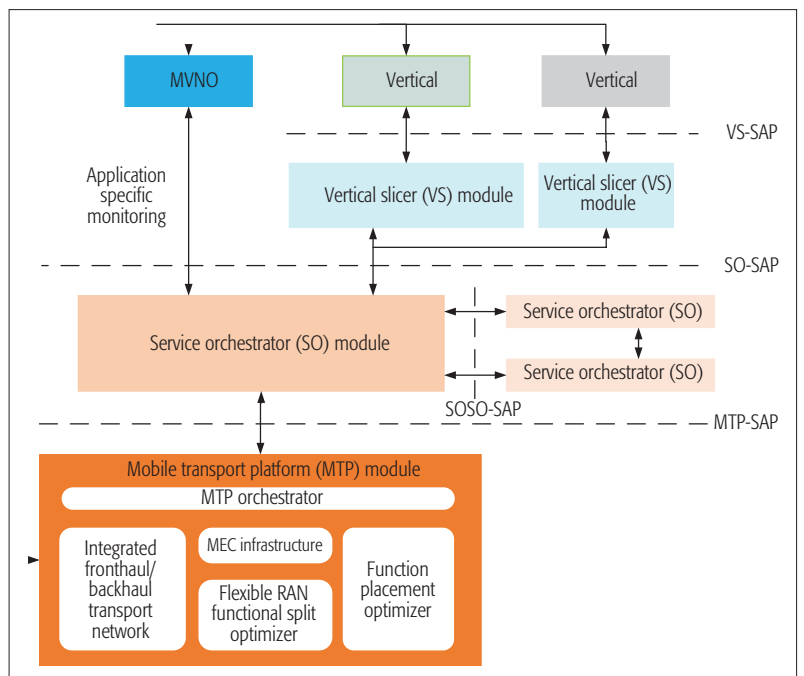 MVNO
Vertical
Vertical
VS-SAP
Application
specific
monitoring
Vertical slicer (VS) module
Vertical slicer (VS)
module
SO-SAP
Service orchestrator (SO) module
Service orchestrator (SO)
Service orchestrator (SO)
SOSO-SAP
MTP-SAP
Mobile transport platform (MTP) module
MTP orchestrator
Integrated
fronthaul/
backhaul
transport
network
MEC infrastructure
Flexible RAN
functional split
optimizer
Function
placement
optimizer